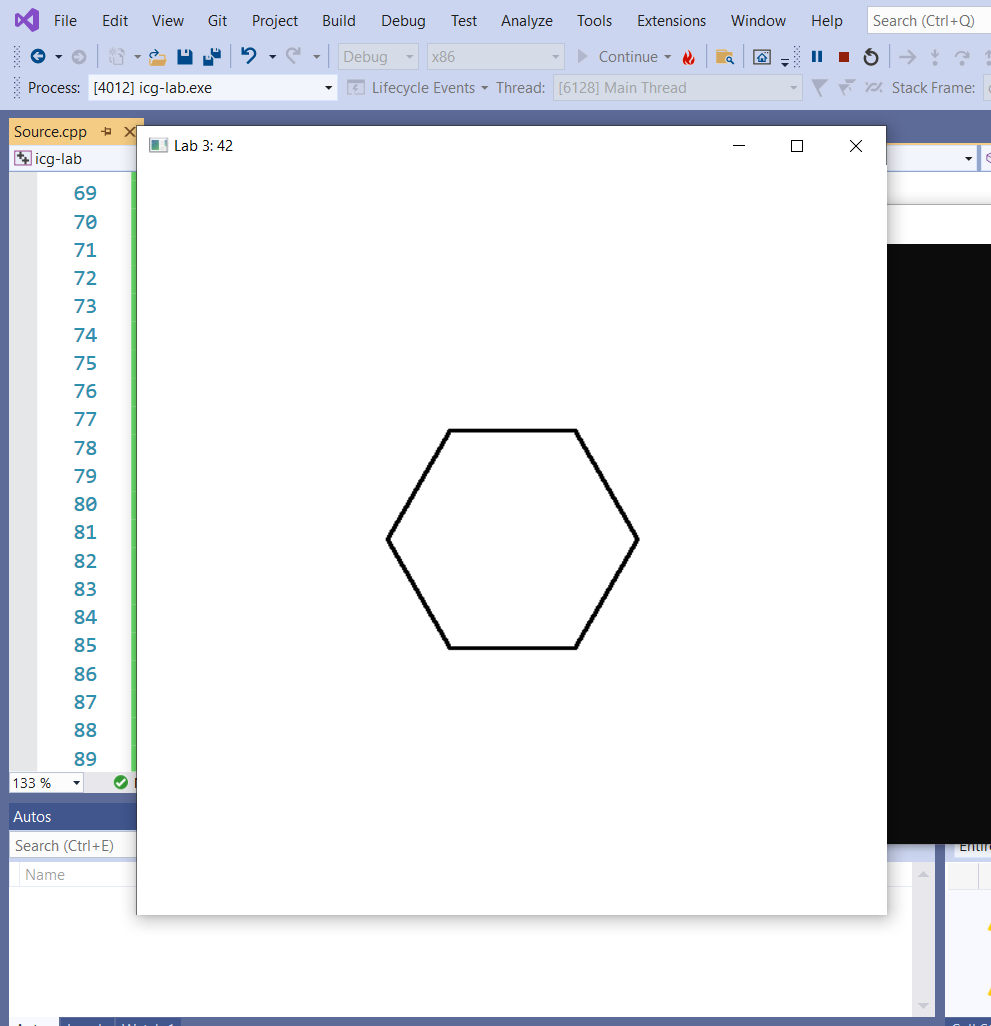 File Edit View Git Project Build Debug Test Analyze Tools Extensions Window Help Search (Ctrl+Q)
Debug x86 Continue
Process: [4012] icg-lab.exe Lifecycle Events Thread: [6128] Main Thread Stack Frame:
Source.cpp
Lab 3: 42
icg-lab
69
70
71
72
73
74
75
76
77
78
79
80
81
82
83
84
85
86
87
88
89
133 %
Autos
Search (Ctrl+E)
Name